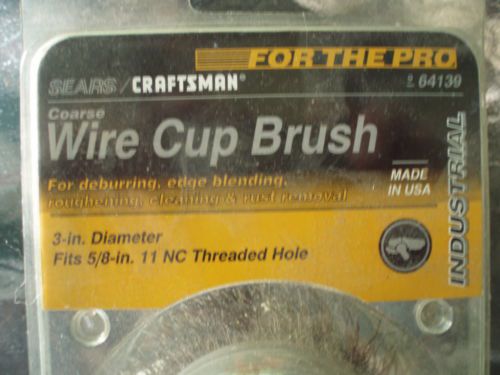 FOR THE PRO
SEARS / CRAFTSMAN®
64139
Coarse
Wire Cup Brush
For deburring, edge blending,
roughening, cleaning & rust removal
MADE
IN USA
INDUSTRIAL
3-in. Diameter
Fits 5/8-in. 11 NC Threaded Hole